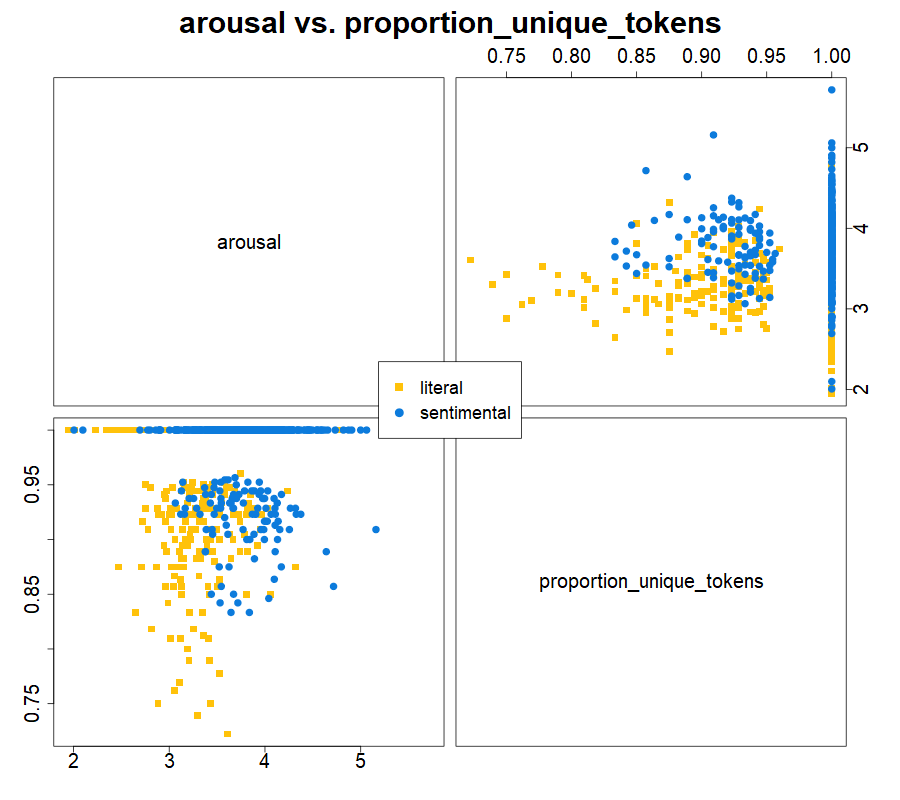 arousal vs. proportion_unique_tokens
0.75 0.80 0.85 0.90 0.95 1.00
arousal
5
4
3
2
literal
sentimental
0.95
0.85
0.75
proportion_unique_tokens
2 3 4 5